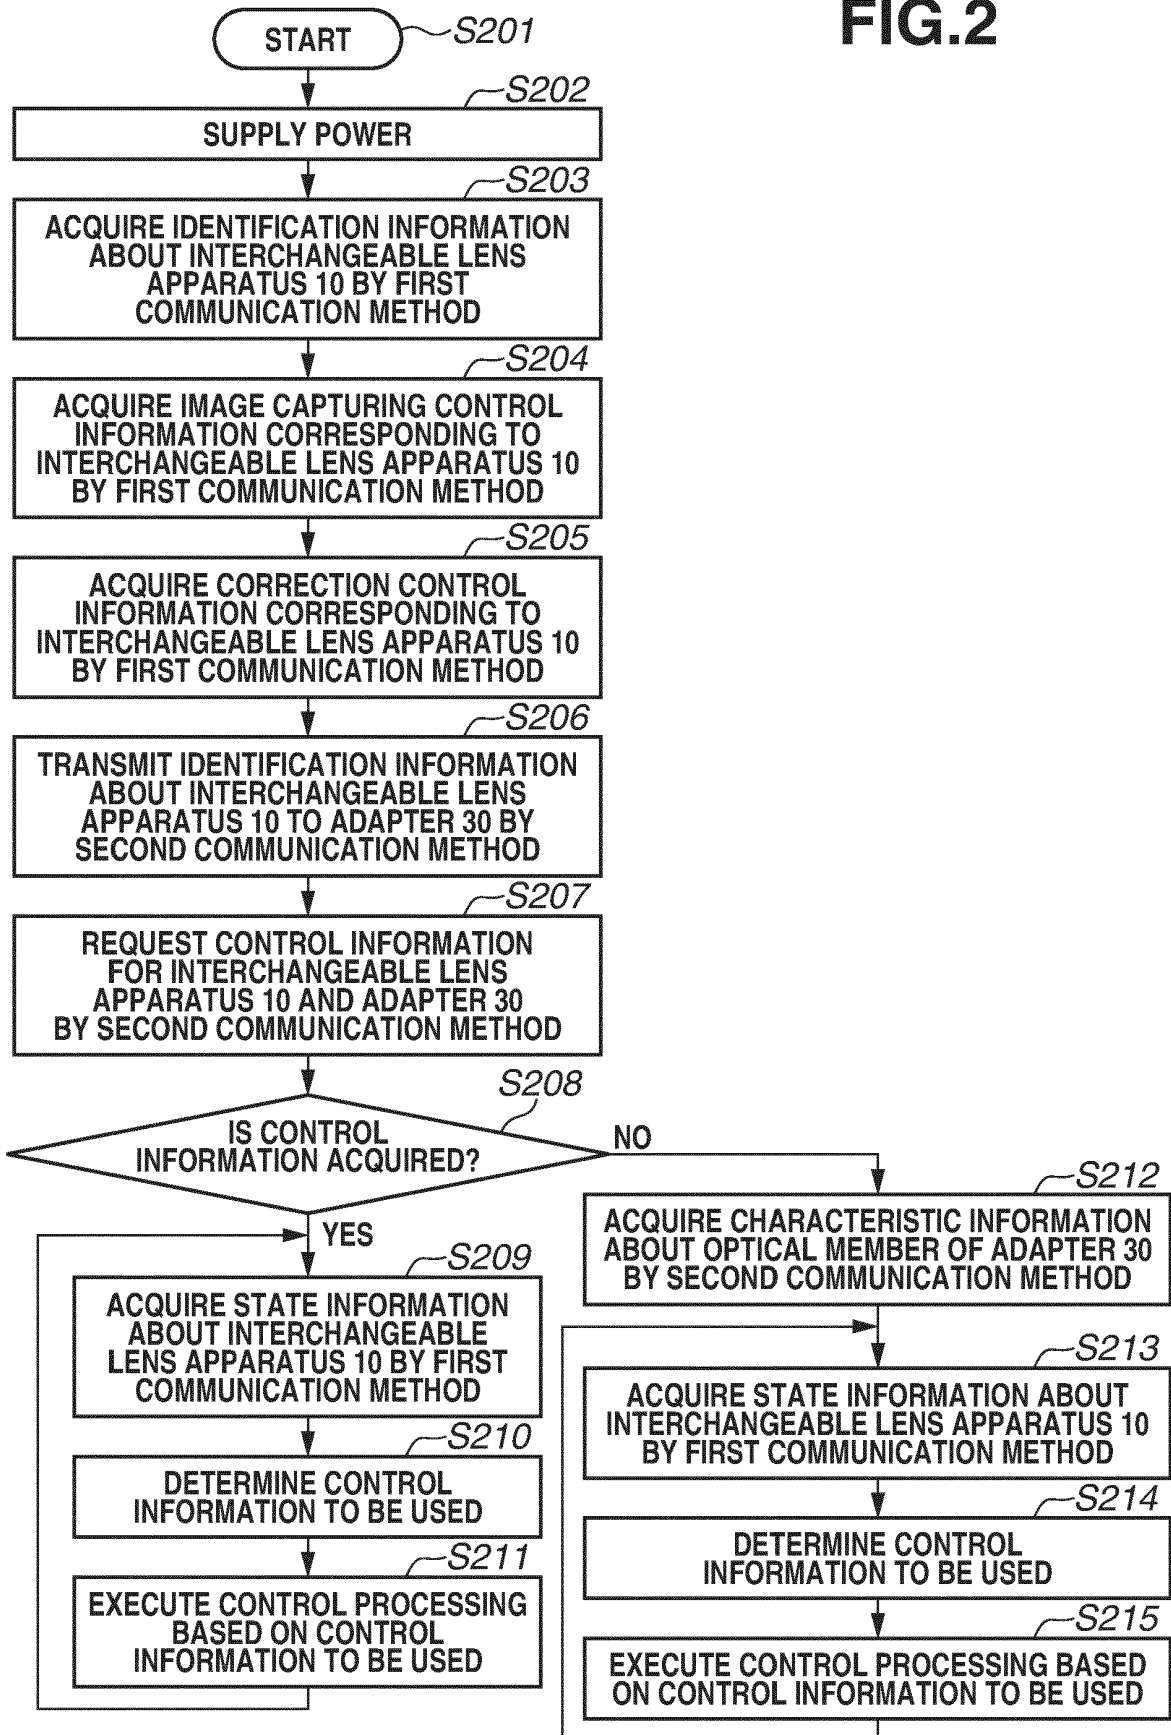 FIG.2
START
S201
S202
SUPPLY POWER
S203
ACQUIRE IDENTIFICATION INFORMATION
ABOUT INTERCHANGEABLE LENS
APPARATUS 10 BY FIRST
COMMUNICATION METHOD
S204
ACQUIRE IMAGE CAPTURING CONTROL
INFORMATION CORRESPONDING TO
INTERCHANGEABLE LENS APPARATUS 10
BY FIRST COMMUNICATION METHOD
S205
ACQUIRE CORRECTION CONTROL
INFORMATION CORRESPONDING TO
INTERCHANGEABLE LENS APPARATUS 10
BY FIRST COMMUNICATION METHOD
S206
TRANSMIT IDENTIFICATION INFORMATION
ABOUT INTERCHANGEABLE LENS
APPARATUS 10 TO ADAPTER 30 BY
SECOND COMMUNICATION METHOD
S207
REQUEST CONTROL INFORMATION
FOR INTERCHANGEABLE LENS
APPARATUS 10 AND ADAPTER 30
BY SECOND COMMUNICATION METHOD
S208
IS CONTROL
INFORMATION ACQUIRED?
NO
YES
S209
ACQUIRE STATE INFORMATION
ABOUT INTERCHANGEABLE
LENS APPARATUS 10 BY FIRST
COMMUNICATION METHOD
S210
DETERMINE CONTROL
INFORMATION TO BE USED
S211
EXECUTE CONTROL PROCESSING
BASED ON CONTROL
INFORMATION TO BE USED
S212
ACQUIRE CHARACTERISTIC INFORMATION
ABOUT OPTICAL MEMBER OF ADAPTER 30
BY SECOND COMMUNICATION METHOD
S213
ACQUIRE STATE INFORMATION ABOUT
INTERCHANGEABLE LENS APPARATUS 10
BY FIRST COMMUNICATION METHOD
S214
DETERMINE CONTROL
INFORMATION TO BE USED
S215
EXECUTE CONTROL PROCESSING BASED
ON CONTROL INFORMATION TO BE USED